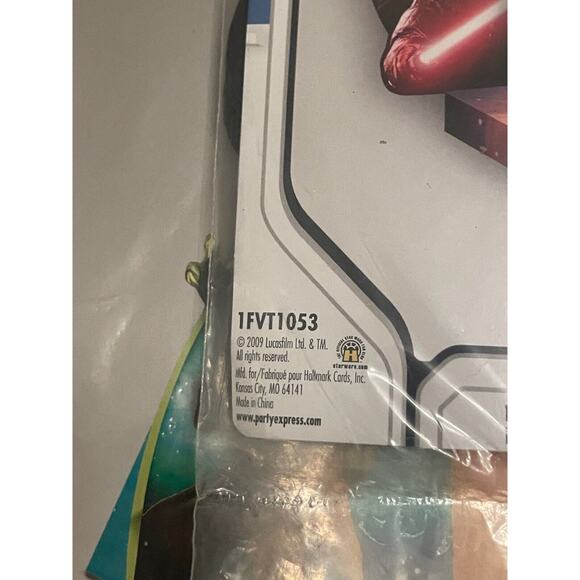 1FVT1053
© 2009 Lucasfilm Ltd. & TM.
All rights reserved.
Mfd. for/Fabriqué pour Hallmark Cards, Inc.
Kansas City, MO 64141
Made in China
www.partyexpress.com
starwars.com